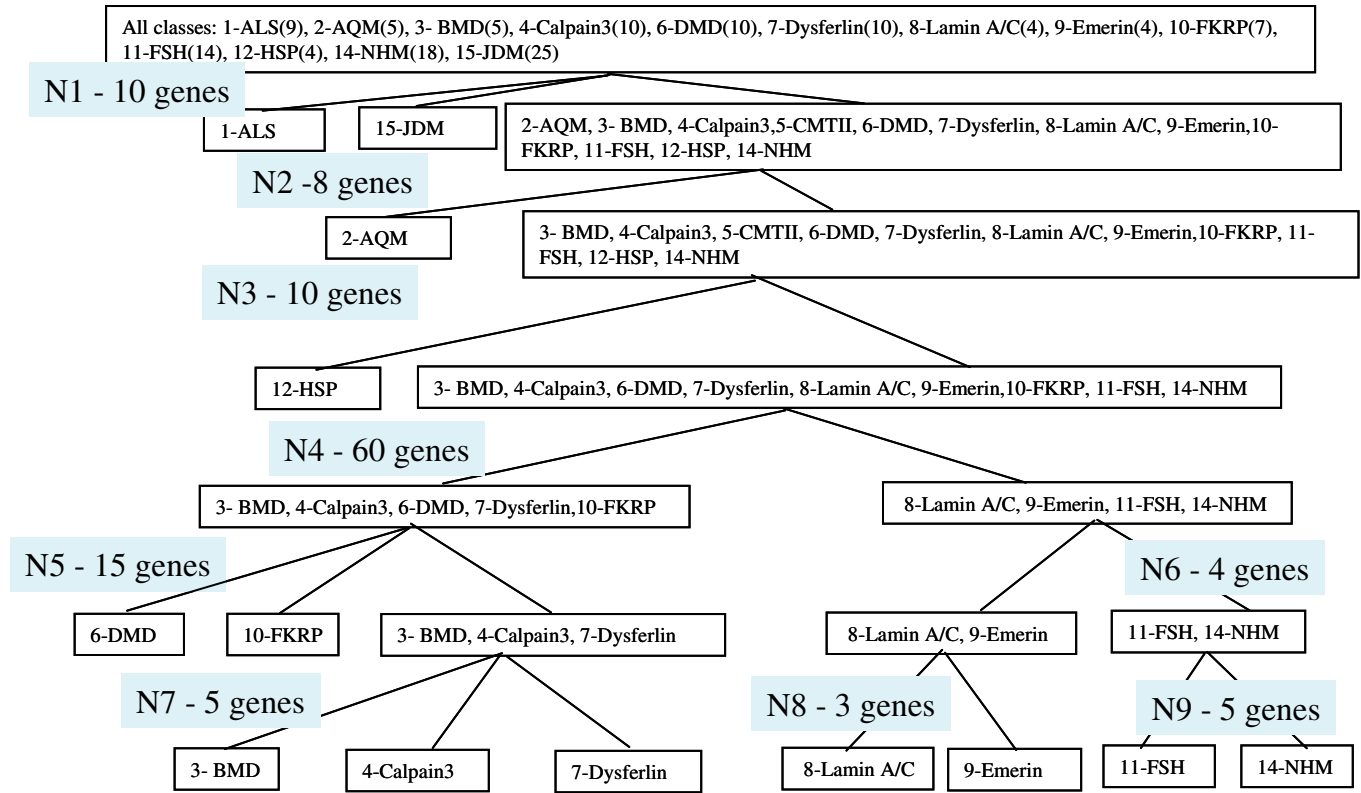 All classes: 1-ALS(9), 2-AQM(5), 3- BMD(5), 4-Calpain3(10), 6-DMD(10), 7-Dysferlin(10), 8-Lamin A/C(4), 9-Emerin(4), 10-FKRP(7),
11-FSH(14), 12-HSP(4), 14-NHM(18), 15-JDM(25)
N1 - 10 genes
1-ALS
15-JDM
2-AQM, 3- BMD, 4-Calpain3,5-CMTII, 6-DMD, 7-Dysferlin, 8-Lamin A/C, 9-Emerin,10-
FKRP, 11-FSH, 12-HSP, 14-NHM
N2 -8 genes
2-AQM
3- BMD, 4-Calpain3, 5-CMTII, 6-DMD, 7-Dysferlin, 8-Lamin A/C, 9-Emerin,10-FKRP, 11-
FSH, 12-HSP, 14-NHM
N3 - 10 genes
12-HSP
3- BMD, 4-Calpain3, 6-DMD, 7-Dysferlin, 8-Lamin A/C, 9-Emerin,10-FKRP, 11-FSH, 14-NHM
N4 - 60 genes
3- BMD, 4-Calpain3, 6-DMD, 7-Dysferlin,10-FKRP
8-Lamin A/C, 9-Emerin, 11-FSH, 14-NHM
N5 - 15 genes
N6 - 4 genes
6-DMD
10-FKRP
3- BMD, 4-Calpain3, 7-Dysferlin
8-Lamin A/C, 9-Emerin
11-FSH, 14-NHM
N7 - 5 genes
N8 - 3 genes
N9 - 5 genes
3- BMD
4-Calpain3
7-Dysferlin
8-Lamin A/C
9-Emerin
11-FSH
14-NHM